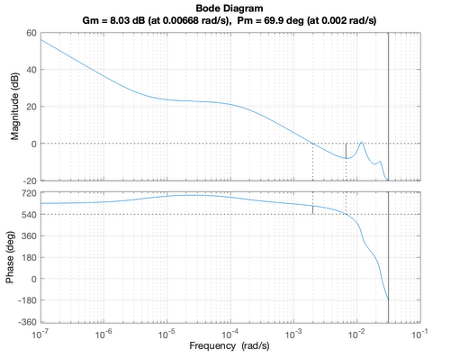 Bode Diagram
Gm = 8.03 dB (at 0.00668 rad/s),  Pm = 69.9 deg (at 0.002 rad/s)
Magnitude (dB)
60
40
20
0
-20
Phase (deg)
720
540
360
180
0
-180
-360
10^-7 10^-6 10^-5 10^-4 10^-3 10^-2 10^-1
Frequency (rad/s)